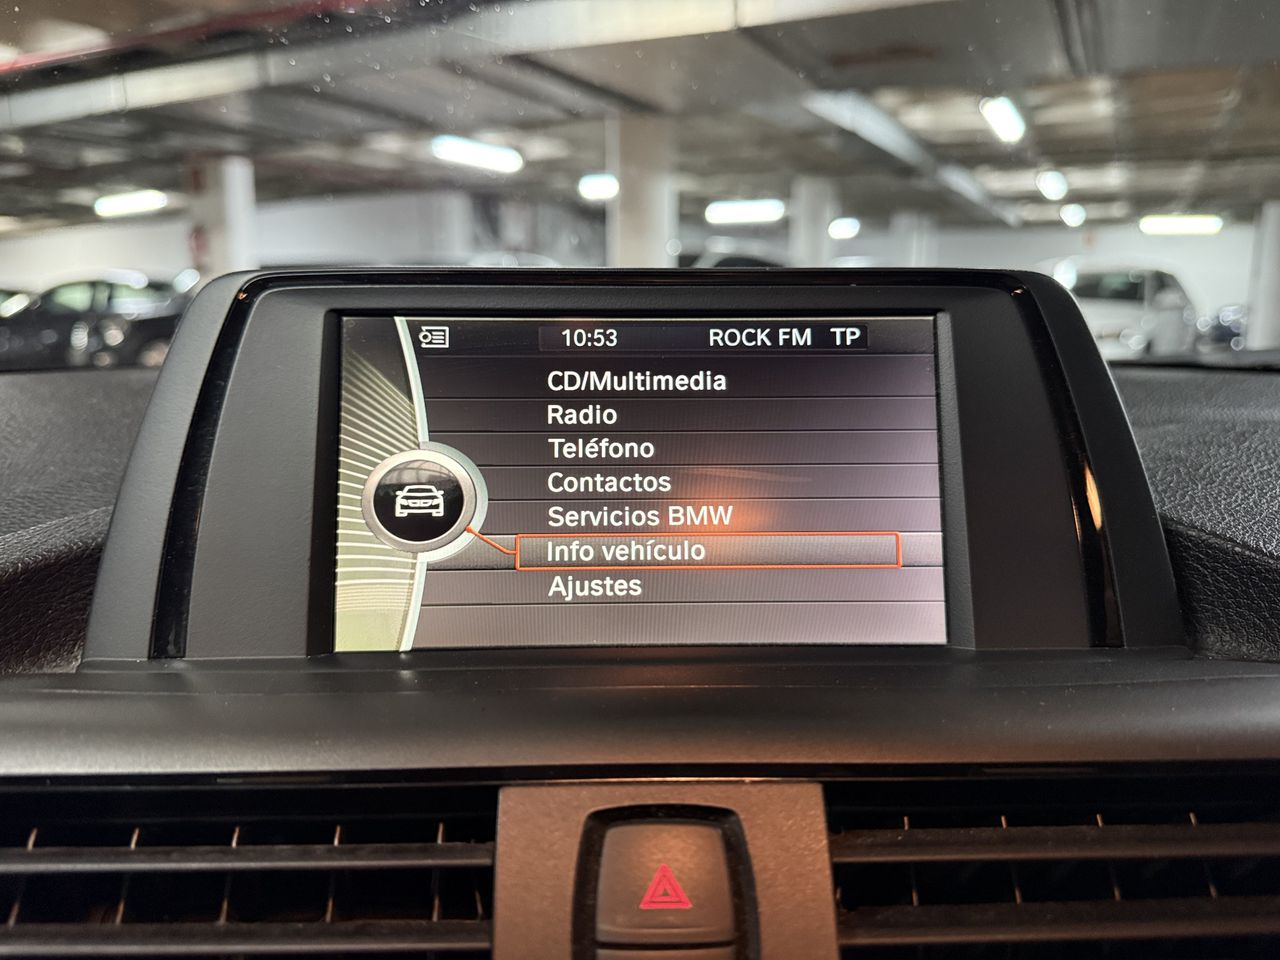 10:53 ROCK FM TP
CD/Multimedia
Radio
Teléfono
Contactos
Servicios BMW
Info vehículo
Ajustes